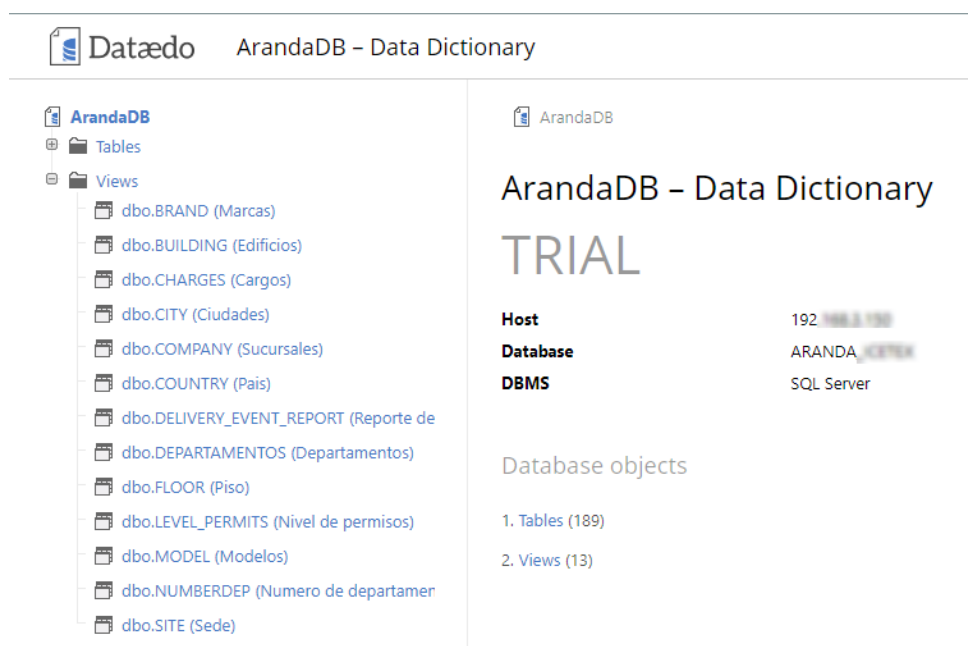 Datædo ArandaDB – Data Dictionary
ArandaDB
Tables
Views
dbo.BRAND (Marcas)
dbo.BUILDING (Edificios)
dbo.CHARGES (Cargos)
dbo.CITY (Ciudades)
dbo.COMPANY (Sucursales)
dbo.COUNTRY (Pais)
dbo.DELIVERY_EVENT_REPORT (Reporte de
dbo.DEPARTAMENTOS (Departamentos)
dbo.FLOOR (Piso)
dbo.LEVEL_PERMITS (Nivel de permisos)
dbo.MODEL (Modelos)
dbo.NUMBERDEP (Numero de departamen
dbo.SITE (Sede)
ArandaDB
ArandaDB – Data Dictionary
TRIAL
Host 192
Database ARANDA_
DBMS SQL Server
Database objects
1. Tables (189)
2. Views (13)